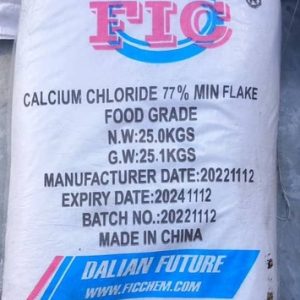 FIC ®
CALCIUM CHLORIDE 77% MIN FLAKE
FOOD GRADE
N.W:25.0KGS
G.W:25.1KGS
MANUFACTURER DATE:20221112
EXPIRY DATE:20241112
BATCH NO.:20221112
MADE IN CHINA
DALIAN FUTURE
WWW.FICCHEM.COM